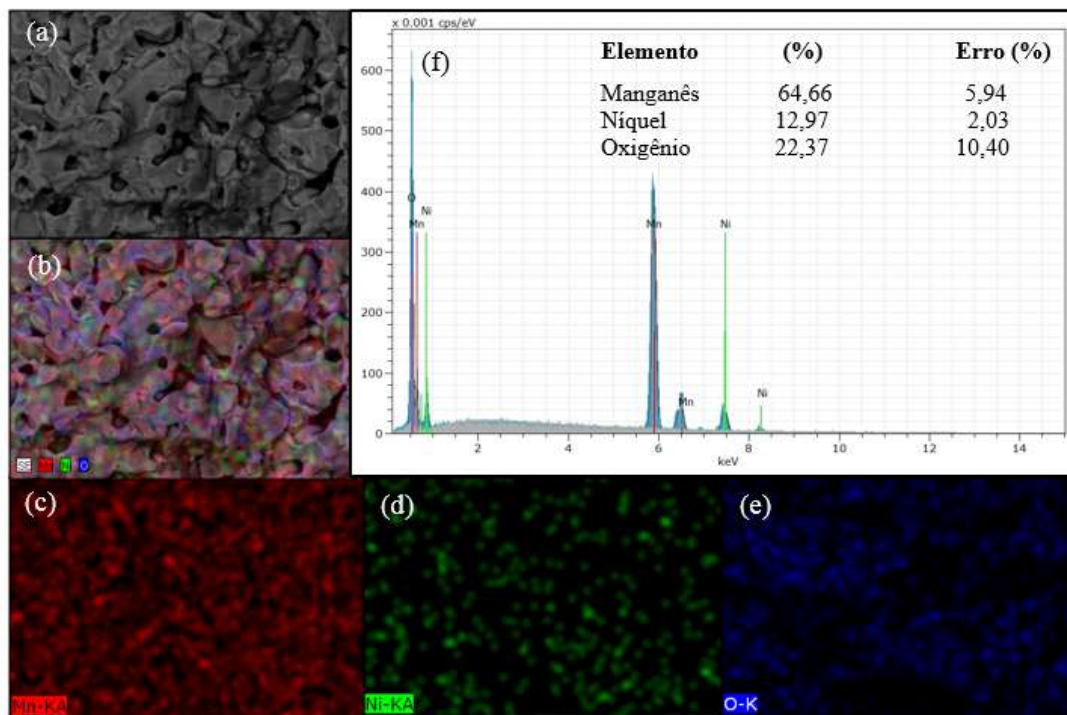 (a)
(b)
Mn Ni O
x 0.001 cps/eV
(f)
Elemento (%) Erro (%)
Manganês 64,66 5,94
Níquel 12,97 2,03
Oxigênio 22,37 10,40
600
500
400
300
200
100
0
O
Mn
Ni
Mn
Mn
Ni
Ni
2 4 6 8 10 12 14
keV
(c)
Mn-KA
(d)
Ni-KA
(e)
O-K